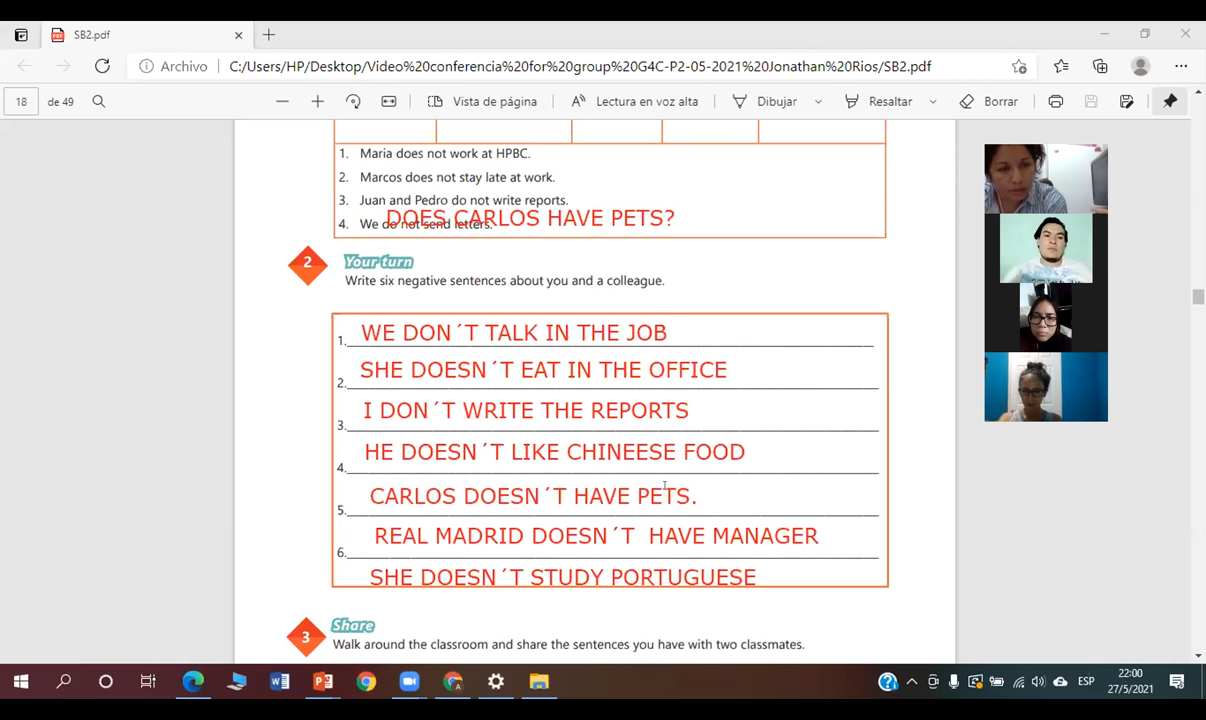 SB2.pdf
Archivo C:/Users/HP/Desktop/Video%20conferencia%20for%20group%20G4C-P2-05-2021%20Jonathan%20Rios/SB2.pdf
18 de 49 Vista de página Lectura en voz alta Dibujar Resaltar Borrar
1. Maria does not work at HPBC.
2. Marcos does not stay late at work.
3. Juan and Pedro do not write reports.
DOES CARLOS HAVE PETS?
4. We do not send letters.
2 Your turn
Write six negative sentences about you and a colleague.
1. WE DON´T TALK IN THE JOB
2. SHE DOESN´T EAT IN THE OFFICE
3. I DON´T WRITE THE REPORTS
4. HE DOESN´T LIKE CHINEESE FOOD
5. CARLOS DOESN´T HAVE PETS.
6. REAL MADRID DOESN´T HAVE MANAGER
SHE DOESN´T STUDY PORTUGUESE
3 Share
Walk around the classroom and share the sentences you have with two classmates.
ESP
22:00
27/5/2021